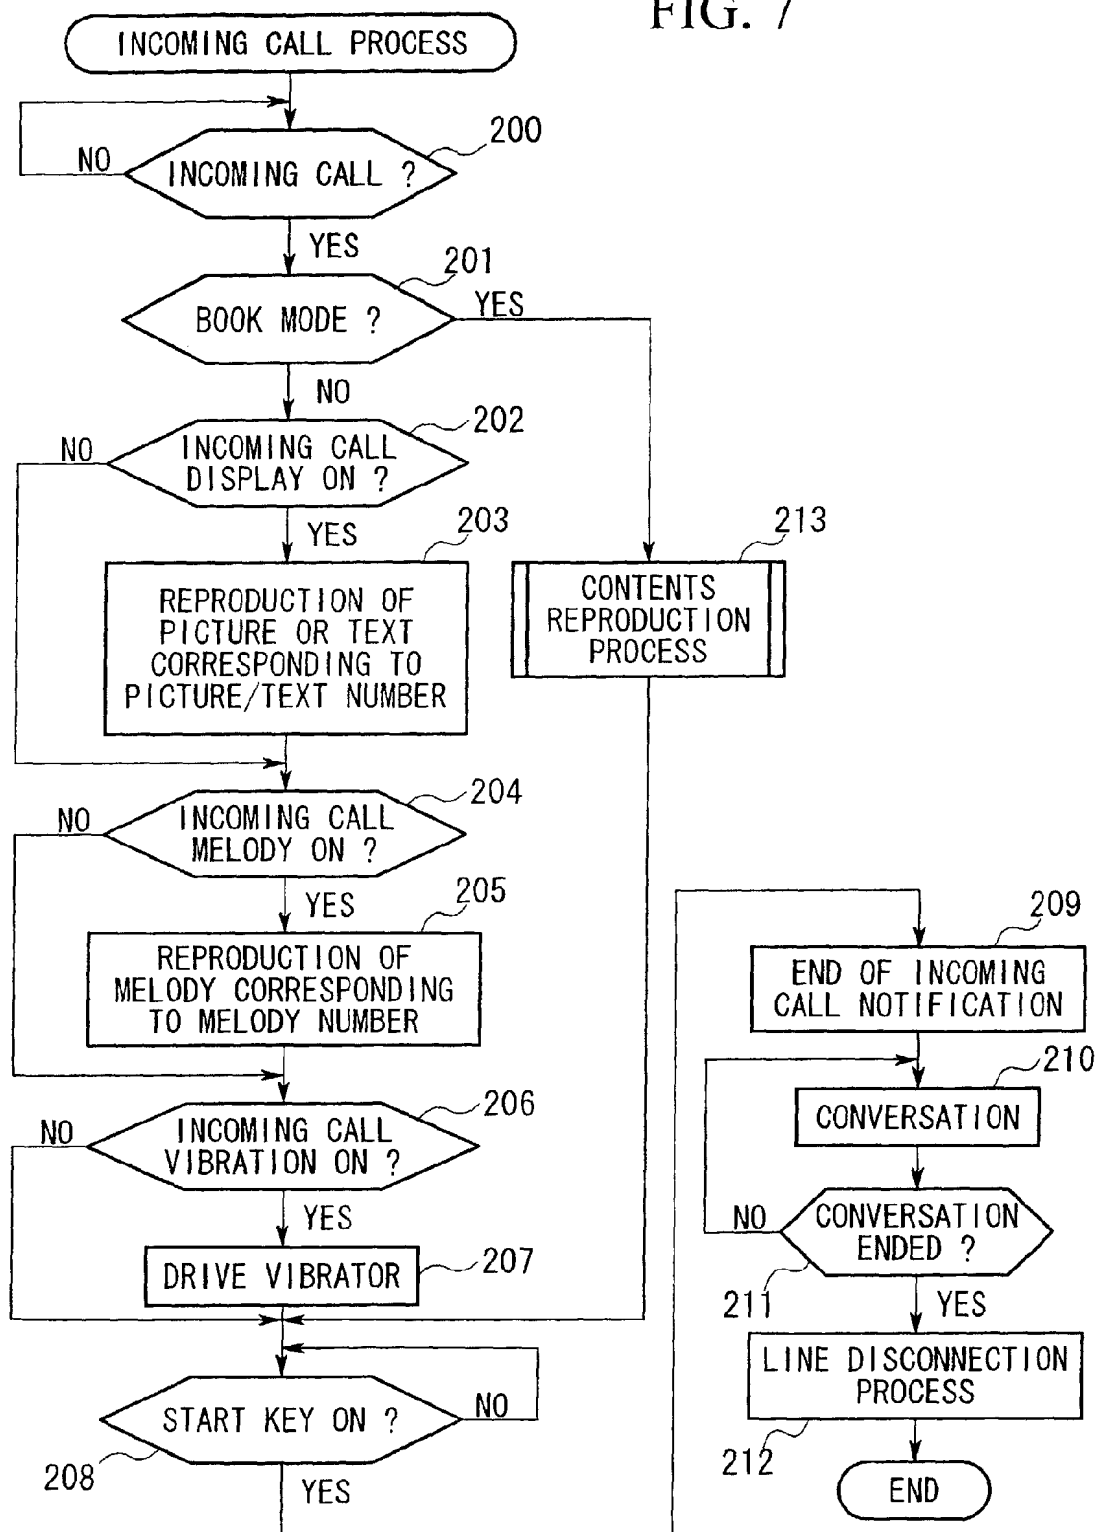 FIG. 7
INCOMING CALL PROCESS
200
NO
INCOMING CALL ?
YES
201
YES
BOOK MODE ?
NO
202
NO
INCOMING CALL
DISPLAY ON ?
YES
203
REPRODUCTION OF
PICTURE OR TEXT
CORRESPONDING TO
PICTURE/TEXT NUMBER
213
CONTENTS
REPRODUCTION
PROCESS
204
NO
INCOMING CALL
MELODY ON ?
YES
205
REPRODUCTION OF
MELODY CORRESPONDING
TO MELODY NUMBER
206
NO
INCOMING CALL
VIBRATION ON ?
YES
DRIVE VIBRATOR
207
START KEY ON ?
NO
208
YES
209
END OF INCOMING
CALL NOTIFICATION
210
CONVERSATION
NO
CONVERSATION
ENDED ?
211
YES
LINE DISCONNECTION
PROCESS
212
END